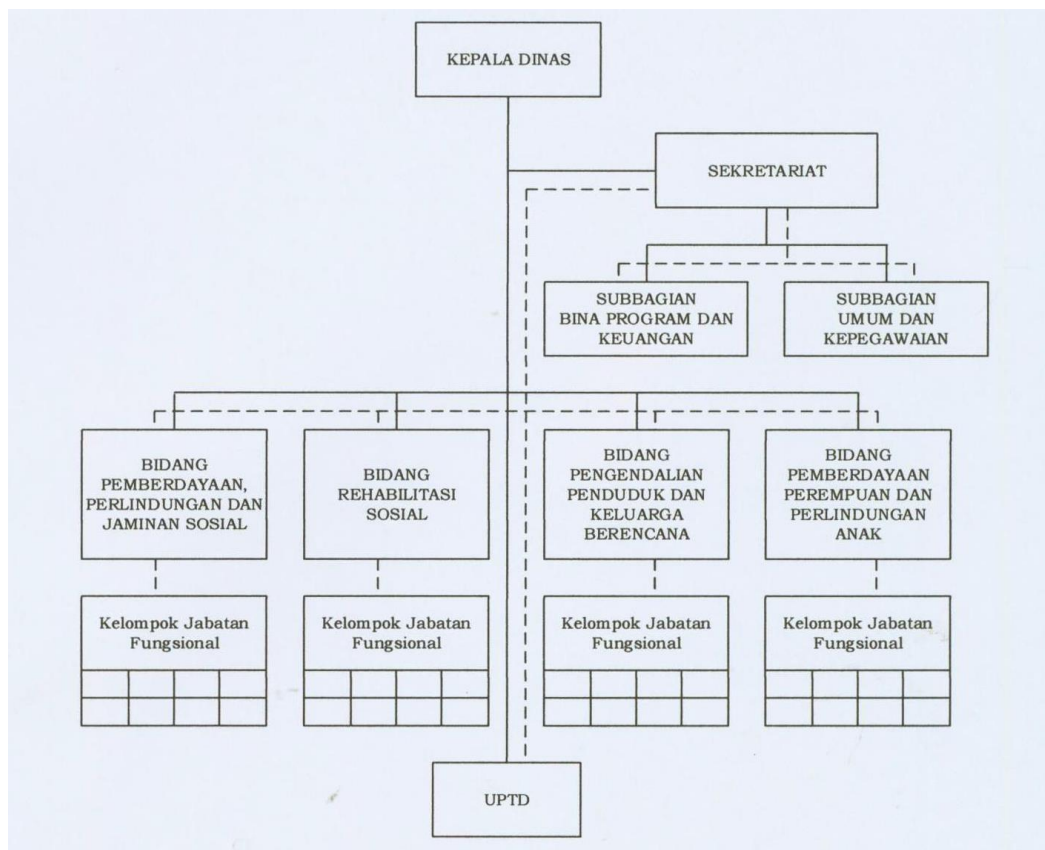 KEPALA DINAS
SEKRETARIAT
SUBBAGIAN
BINA PROGRAM DAN
KEUANGAN
SUBBAGIAN
UMUM DAN
KEPEGAWAIAN
BIDANG
PEMBERDAYAAN,
PERLINDUNGAN DAN
JAMINAN SOSIAL
BIDANG
REHABILITASI
SOSIAL
BIDANG
PENGENDALIAN
PENDUDUK DAN
KELUARGA
BERENCANA
BIDANG
PEMBERDAYAAN
PEREMPUAN DAN
PERLINDUNGAN
ANAK
Kelompok Jabatan
Fungsional
Kelompok Jabatan
Fungsional
Kelompok Jabatan
Fungsional
Kelompok Jabatan
Fungsional
UPTD